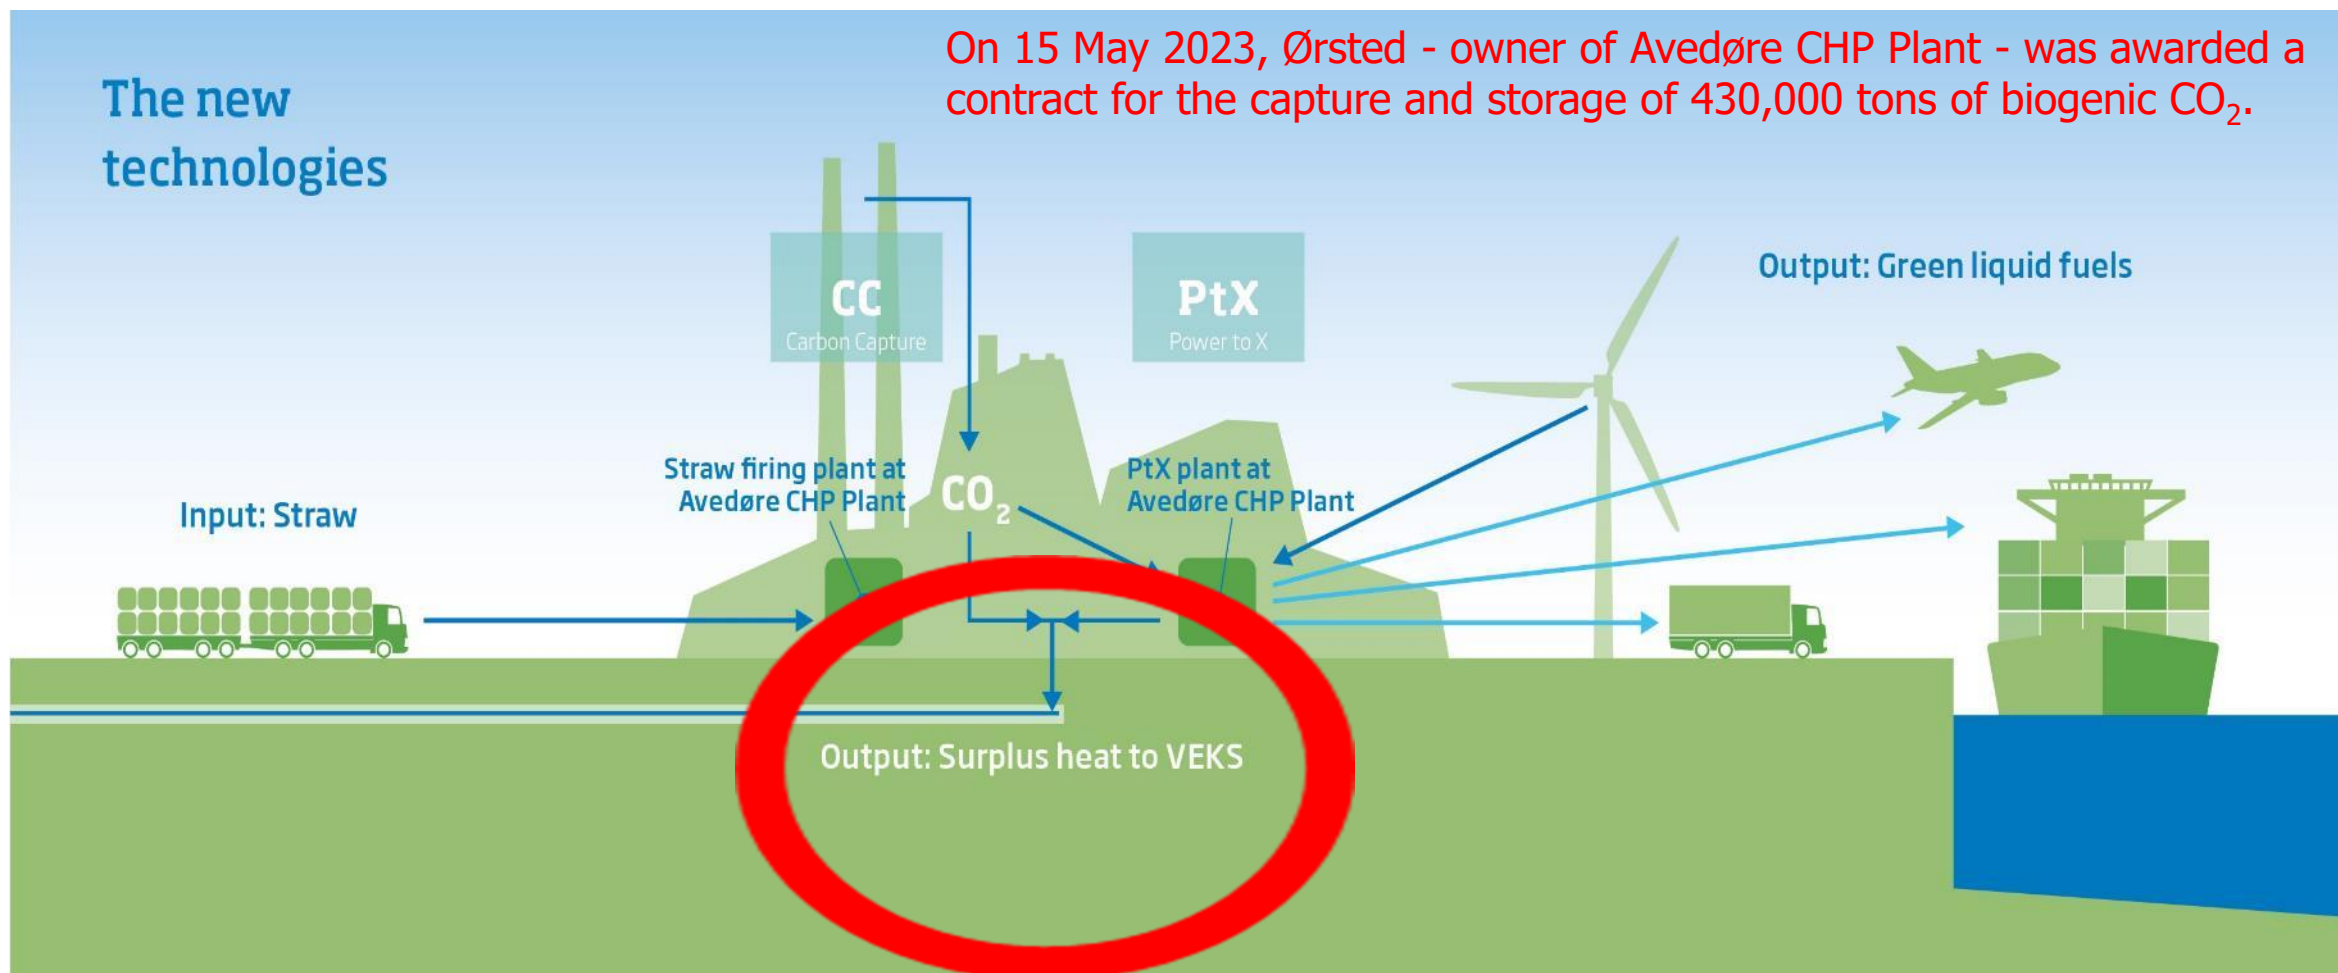 On 15 May 2023, Ørsted - owner of Avedøre CHP Plant - was awarded a
contract for the capture and storage of 430,000 tons of biogenic CO₂.
The new
technologies
CC
Carbon Capture
PtX
Power to X
Output: Green liquid fuels
Straw firing plant at
Avedøre CHP Plant
CO₂
PtX plant at
Avedøre CHP Plant
Input: Straw
Output: Surplus heat to VEKS